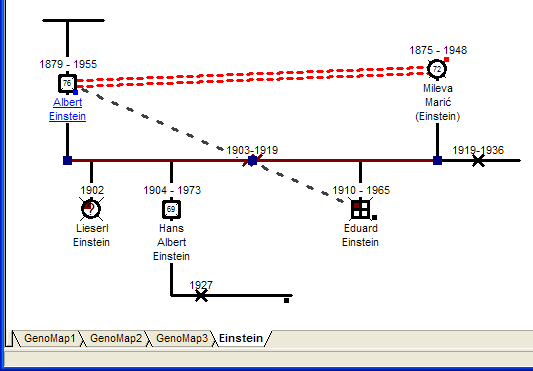 1875 - 1948
1879 - 1955
72
76
Mileva
Marić
(Einstein)
Albert
Einstein
1903-1919
1919-1936
1902
1904 - 1973
1910 - 1965
?
69
Lieserl
Einstein
Hans
Albert
Einstein
Eduard
Einstein
1927
GenoMap1
GenoMap2
GenoMap3
Einstein